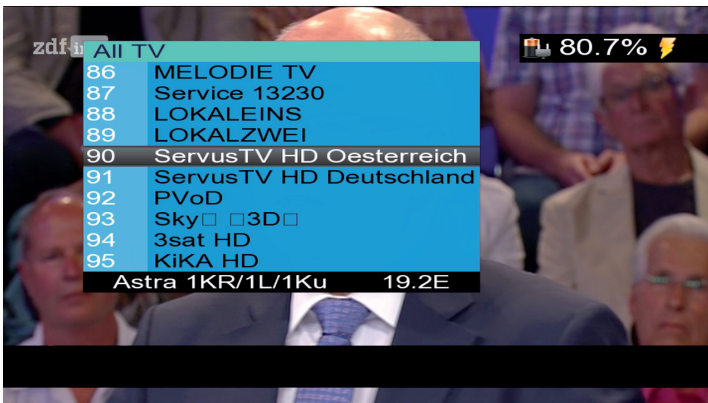 zdf
All TV
80.7%
86 MELODIE TV
87 Service 13230
88 LOKALEINS
89 LOKALZWEI
90 ServusTV HD Oesterreich
91 ServusTV HD Deutschland
92 PVoD
93 Sky□ □3D□
94 3sat HD
95 KiKA HD
Astra 1KR/1L/1Ku 19.2E